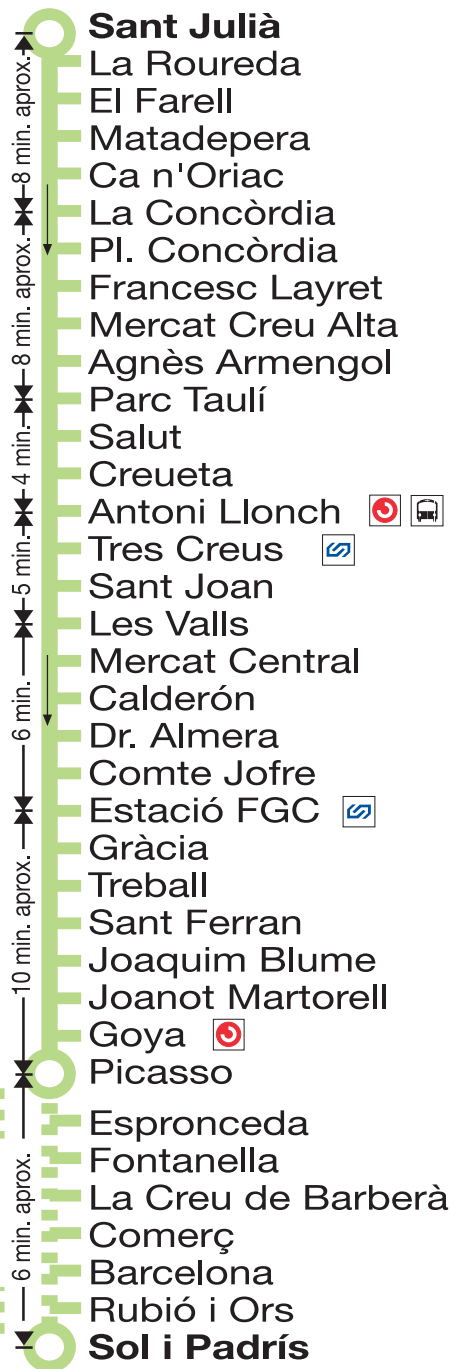 Sant Julià
La Roureda
El Farell
Matadepera
Ca n'Oriac
La Concòrdia
Pl. Concòrdia
Francesc Layret
Mercat Creu Alta
Agnès Armengol
Parc Taulí
Salut
Creueta
Antoni Llonch
Tres Creus
Sant Joan
Les Valls
Mercat Central
Calderón
Dr. Almera
Comte Jofre
Estació FGC
Gràcia
Treball
Sant Ferran
Joaquim Blume
Joanot Martorell
Goya
Picasso
Espronceda
Fontanella
La Creu de Barberà
Comerç
Barcelona
Rubió i Ors
Sol i Padrís
8 min. aprox.
8 min. aprox.
4 min.
5 min.
6 min.
10 min. aprox.
6 min. aprox.